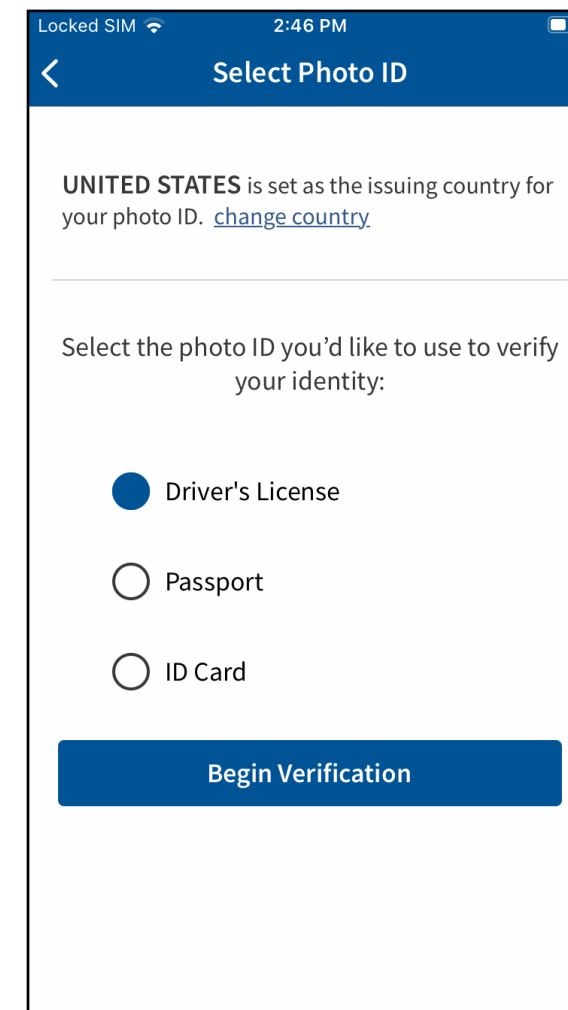 Locked SIM 2:46 PM
Select Photo ID
UNITED STATES is set as the issuing country for
your photo ID. change country
Select the photo ID you’d like to use to verify
your identity:
Driver's License
Passport
ID Card
Begin Verification